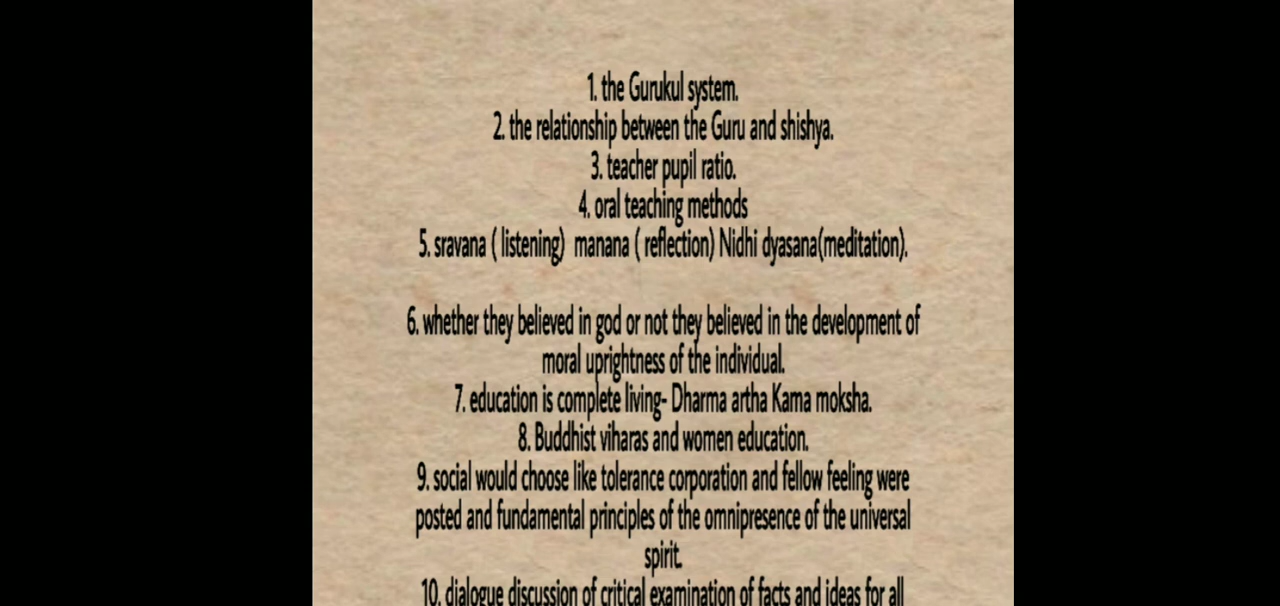 1. the Gurukul system.
2. the relationship between the Guru and shishya.
3. teacher pupil ratio.
4. oral teaching methods
5. sravana ( listening)  manana ( reflection) Nidhi dyasana(meditation).
6. whether they believed in god or not they believed in the development of
moral uprightness of the individual.
7. education is complete living- Dharma artha Kama moksha.
8. Buddhist viharas and women education.
9. social would choose like tolerance corporation and fellow feeling were
posted and fundamental principles of the omnipresence of the universal
spirit.
10. dialogue discussion of critical examination of facts and ideas for all